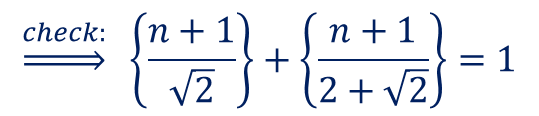 check: ⟹ {(n + 1)/√2} + {(n + 1)/(2 + √2)} = 1